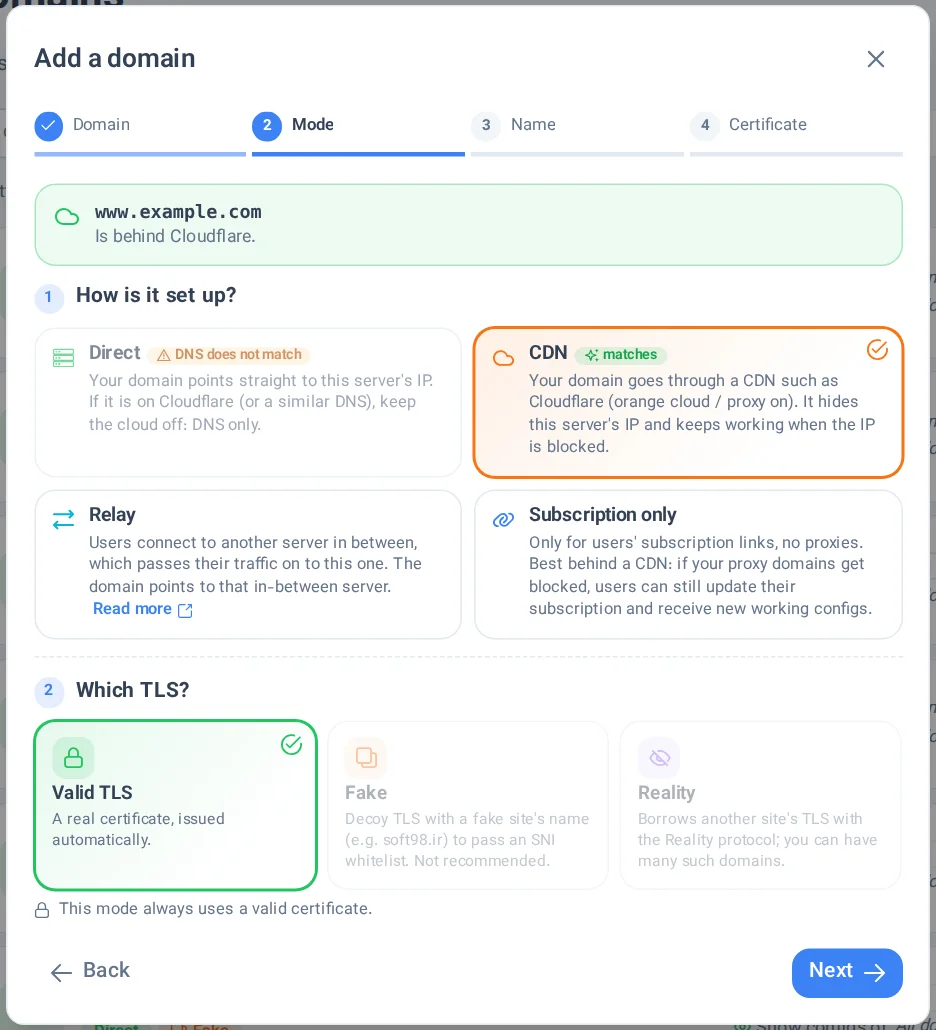 Add a domain
Domain
2 Mode
3 Name
4 Certificate
www.example.com
Is behind Cloudflare.
1 How is it set up?
Direct DNS does not match
Your domain points straight to this server's IP.
If it is on Cloudflare (or a similar DNS), keep
the cloud off: DNS only.
CDN matches
Your domain goes through a CDN such as
Cloudflare (orange cloud / proxy on). It hides
this server's IP and keeps working when the IP
is blocked.
Relay
Users connect to another server in between,
which passes their traffic on to this one. The
domain points to that in-between server.
Read more
Subscription only
Only for users' subscription links, no proxies.
Best behind a CDN: if your proxy domains get
blocked, users can still update their
subscription and receive new working configs.
2 Which TLS?
Valid TLS
A real certificate, issued
automatically.
Fake
Decoy TLS with a fake site's name
(e.g. soft98.ir) to pass an SNI
whitelist. Not recommended.
Reality
Borrows another site's TLS with
the Reality protocol; you can have
many such domains.
This mode always uses a valid certificate.
Back
Next